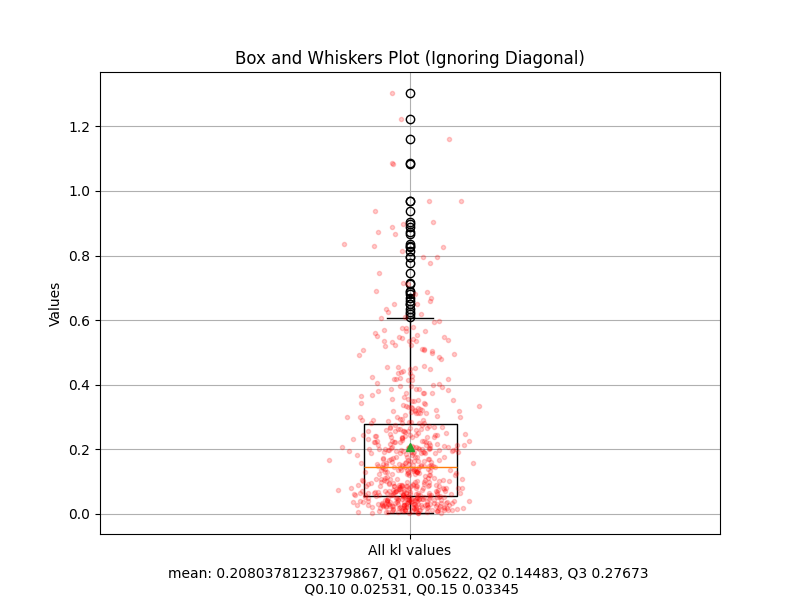 Box and Whiskers Plot (Ignoring Diagonal)
1.2
1.0
0.8
0.6
0.4
0.2
0.0
Values
All kl values
mean: 0.20803781232379867, Q1 0.05622, Q2 0.14483, Q3 0.27673
Q0.10 0.02531, Q0.15 0.03345